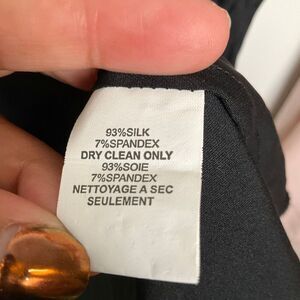 93%SILK
7%SPANDEX
DRY CLEAN ONLY
93%SOIE
7%SPANDEX
NETTOYAGE A SEC
SEULEMENT